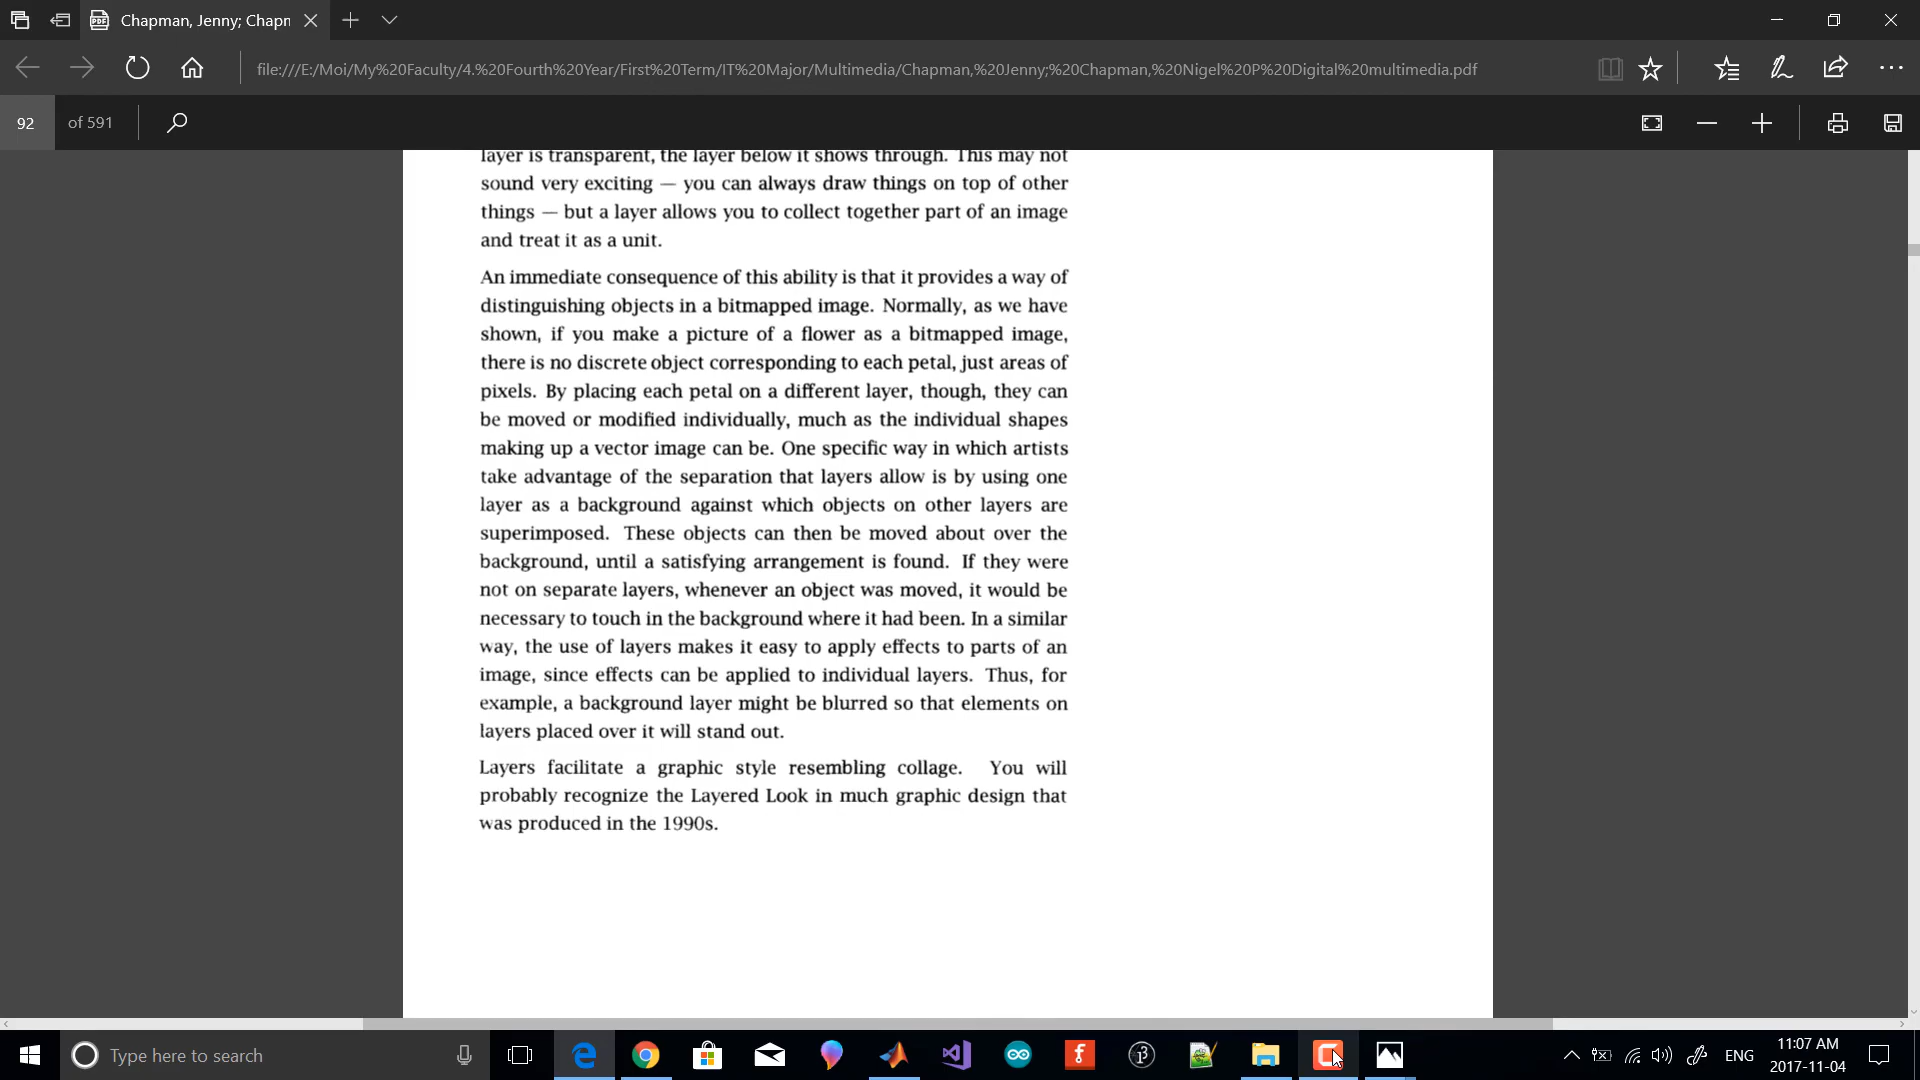 Chapman, Jenny; Chapn
file:///E:/Moi/My%20Faculty/4.%20Fourth%20Year/First%20Term/IT%20Major/Multimedia/Chapman,%20Jenny;%20Chapman,%20Nigel%20P%20Digital%20multimedia.pdf
92 of 591
layer is transparent, the layer below it shows through. This may not
sound very exciting — you can always draw things on top of other
things — but a layer allows you to collect together part of an image
and treat it as a unit.
An immediate consequence of this ability is that it provides a way of
distinguishing objects in a bitmapped image. Normally, as we have
shown, if you make a picture of a flower as a bitmapped image,
there is no discrete object corresponding to each petal, just areas of
pixels. By placing each petal on a different layer, though, they can
be moved or modified individually, much as the individual shapes
making up a vector image can be. One specific way in which artists
take advantage of the separation that layers allow is by using one
layer as a background against which objects on other layers are
superimposed. These objects can then be moved about over the
background, until a satisfying arrangement is found. If they were
not on separate layers, whenever an object was moved, it would be
necessary to touch in the background where it had been. In a similar
way, the use of layers makes it easy to apply effects to parts of an
image, since effects can be applied to individual layers. Thus, for
example, a background layer might be blurred so that elements on
layers placed over it will stand out.
Layers facilitate a graphic style resembling collage. You will
probably recognize the Layered Look in much graphic design that
was produced in the 1990s.
Type here to search
ENG
11:07 AM
2017-11-04